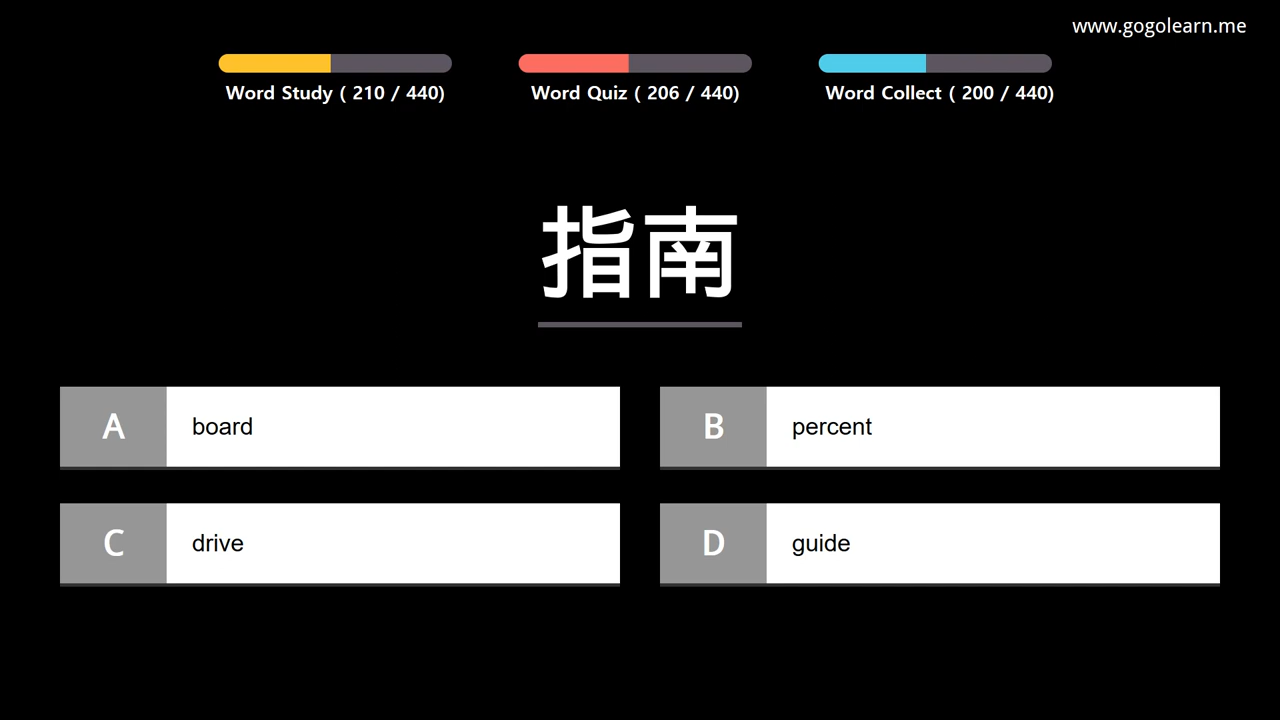 www.gogolearn.me
Word Study ( 210 / 440)
Word Quiz ( 206 / 440)
Word Collect ( 200 / 440)
指南
A board
B percent
C drive
D guide